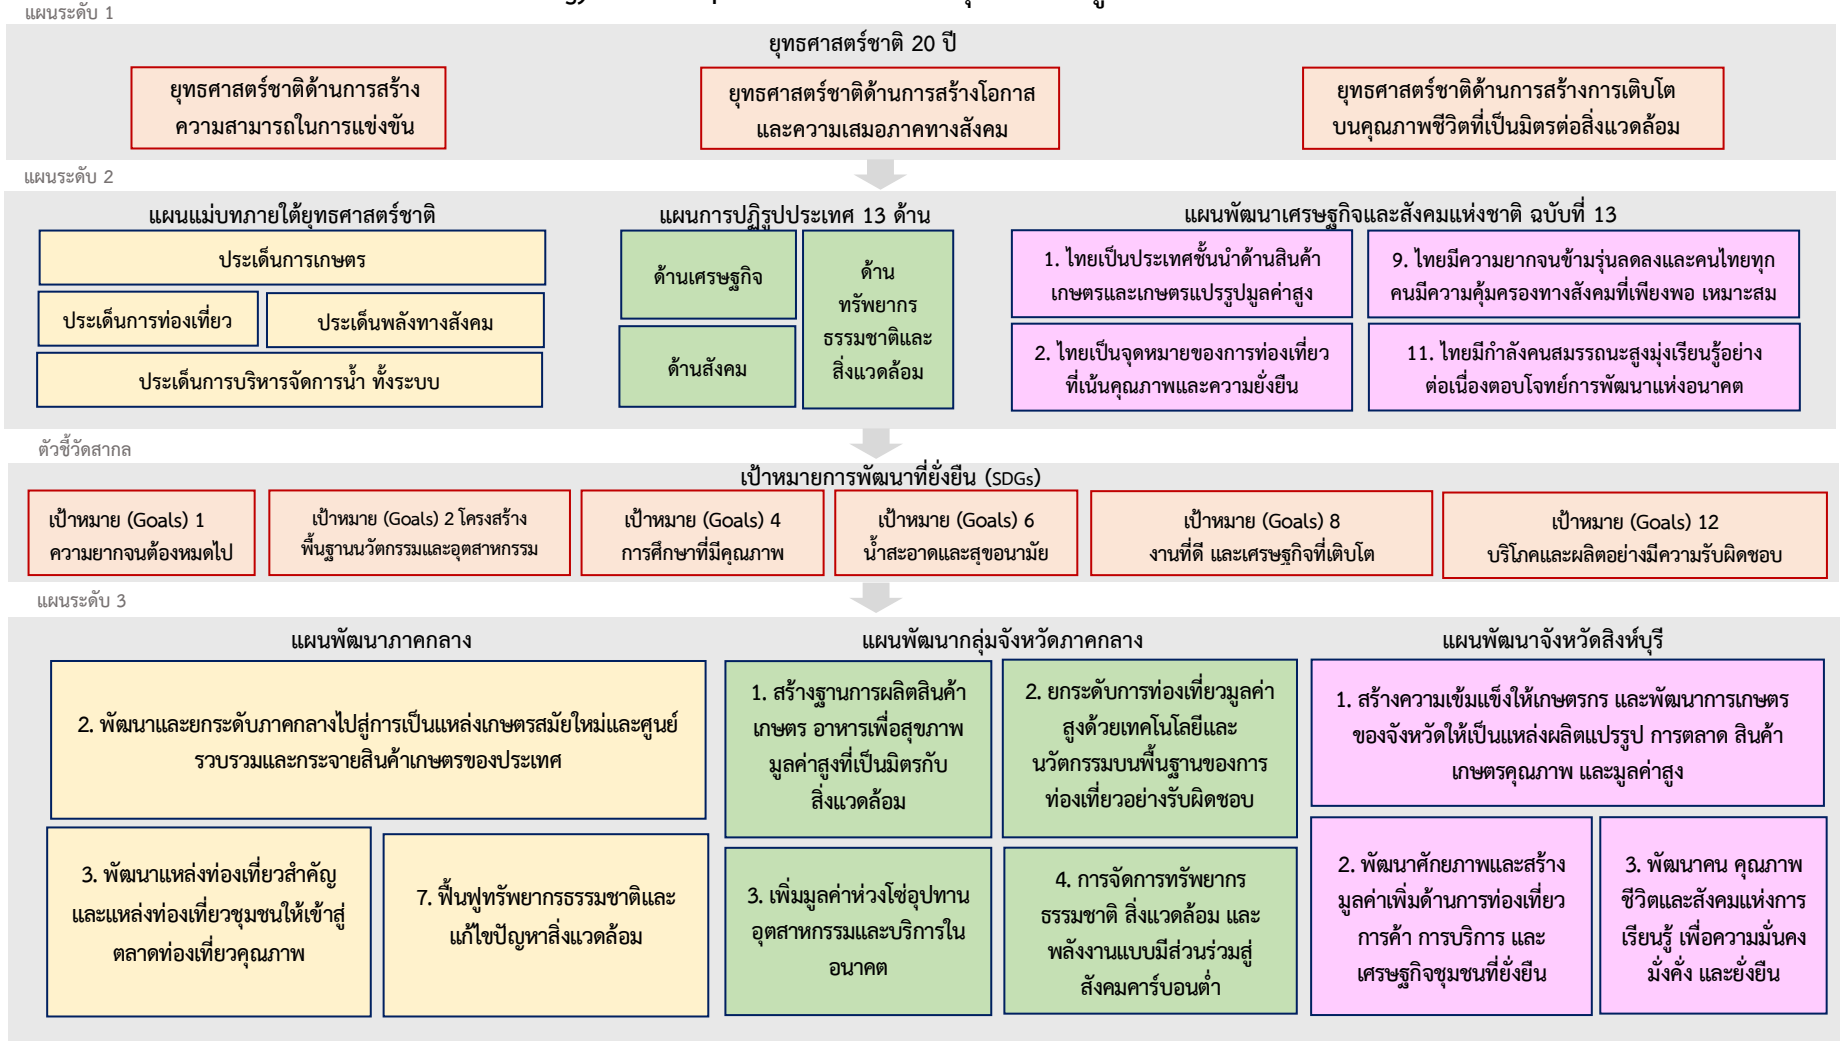 แผนระดับ 1
ยุทธศาสตร์ชาติ 20 ปี
ยุทธศาสตร์ชาติด้านการสร้าง
ความสามารถในการแข่งขัน
ยุทธศาสตร์ชาติด้านการสร้างโอกาส
และความเสมอภาคทางสังคม
ยุทธศาสตร์ชาติด้านการสร้างการเติบโต
บนคุณภาพชีวิตที่เป็นมิตรต่อสิ่งแวดล้อม
แผนระดับ 2
แผนแม่บทภายใต้ยุทธศาสตร์ชาติ
ประเด็นการเกษตร
ประเด็นการท่องเที่ยว
ประเด็นพลังทางสังคม
ประเด็นการบริหารจัดการน้ำ ทั้งระบบ
แผนการปฏิรูปประเทศ 13 ด้าน
ด้านเศรษฐกิจ
ด้านสังคม
ด้าน
ทรัพยากร
ธรรมชาติและ
สิ่งแวดล้อม
แผนพัฒนาเศรษฐกิจและสังคมแห่งชาติ ฉบับที่ 13
1. ไทยเป็นประเทศชั้นนำด้านสินค้า
เกษตรและเกษตรแปรรูปมูลค่าสูง
9. ไทยมีความยากจนข้ามรุ่นลดลงและคนไทยทุก
คนมีความคุ้มครองทางสังคมที่เพียงพอ เหมาะสม
2. ไทยเป็นจุดหมายของการท่องเที่ยว
ที่เน้นคุณภาพและความยั่งยืน
11. ไทยมีกำลังคนสมรรถนะสูงมุ่งเรียนรู้อย่าง
ต่อเนื่องตอบโจทย์การพัฒนาแห่งอนาคต
ตัวชี้วัดสากล
เป้าหมายการพัฒนาที่ยั่งยืน (SDGs)
เป้าหมาย (Goals) 1
ความยากจนต้องหมดไป
เป้าหมาย (Goals) 2 โครงสร้าง
พื้นฐานนวัตกรรมและอุตสาหกรรม
เป้าหมาย (Goals) 4
การศึกษาที่มีคุณภาพ
เป้าหมาย (Goals) 6
น้ำสะอาดและสุขอนามัย
เป้าหมาย (Goals) 8
งานที่ดี และเศรษฐกิจที่เติบโต
เป้าหมาย (Goals) 12
บริโภคและผลิตอย่างมีความรับผิดชอบ
แผนระดับ 3
แผนพัฒนาภาคกลาง
2. พัฒนาและยกระดับภาคกลางไปสู่การเป็นแหล่งเกษตรสมัยใหม่และศูนย์
รวบรวมและกระจายสินค้าเกษตรของประเทศ
3. พัฒนาแหล่งท่องเที่ยวสำคัญ
และแหล่งท่องเที่ยวชุมชนให้เข้าสู่
ตลาดท่องเที่ยวคุณภาพ
7. ฟื้นฟูทรัพยากรธรรมชาติและ
แก้ไขปัญหาสิ่งแวดล้อม
แผนพัฒนากลุ่มจังหวัดภาคกลาง
1. สร้างฐานการผลิตสินค้า
เกษตร อาหารเพื่อสุขภาพ
มูลค่าสูงที่เป็นมิตรกับ
สิ่งแวดล้อม
2. ยกระดับการท่องเที่ยวมูลค่า
สูงด้วยเทคโนโลยีและ
นวัตกรรมบนพื้นฐานของการ
ท่องเที่ยวอย่างรับผิดชอบ
3. เพิ่มมูลค่าห่วงโซ่อุปทาน
อุตสาหกรรมและบริการใน
อนาคต
4. การจัดการทรัพยากร
ธรรมชาติ สิ่งแวดล้อม และ
พลังงานแบบมีส่วนร่วมสู่
สังคมคาร์บอนต่ำ
แผนพัฒนาจังหวัดสิงห์บุรี
1. สร้างความเข้มแข็งให้เกษตรกร และพัฒนาการเกษตร
ของจังหวัดให้เป็นแหล่งผลิตแปรรูป การตลาด สินค้า
เกษตรคุณภาพ และมูลค่าสูง
2. พัฒนาศักยภาพและสร้าง
มูลค่าเพิ่มด้านการท่องเที่ยว
การค้า การบริการ และ
เศรษฐกิจชุมชนที่ยั่งยืน
3. พัฒนาคน คุณภาพ
ชีวิตและสังคมแห่งการ
เรียนรู้ เพื่อความมั่นคง
มั่งคั่ง และยั่งยืน